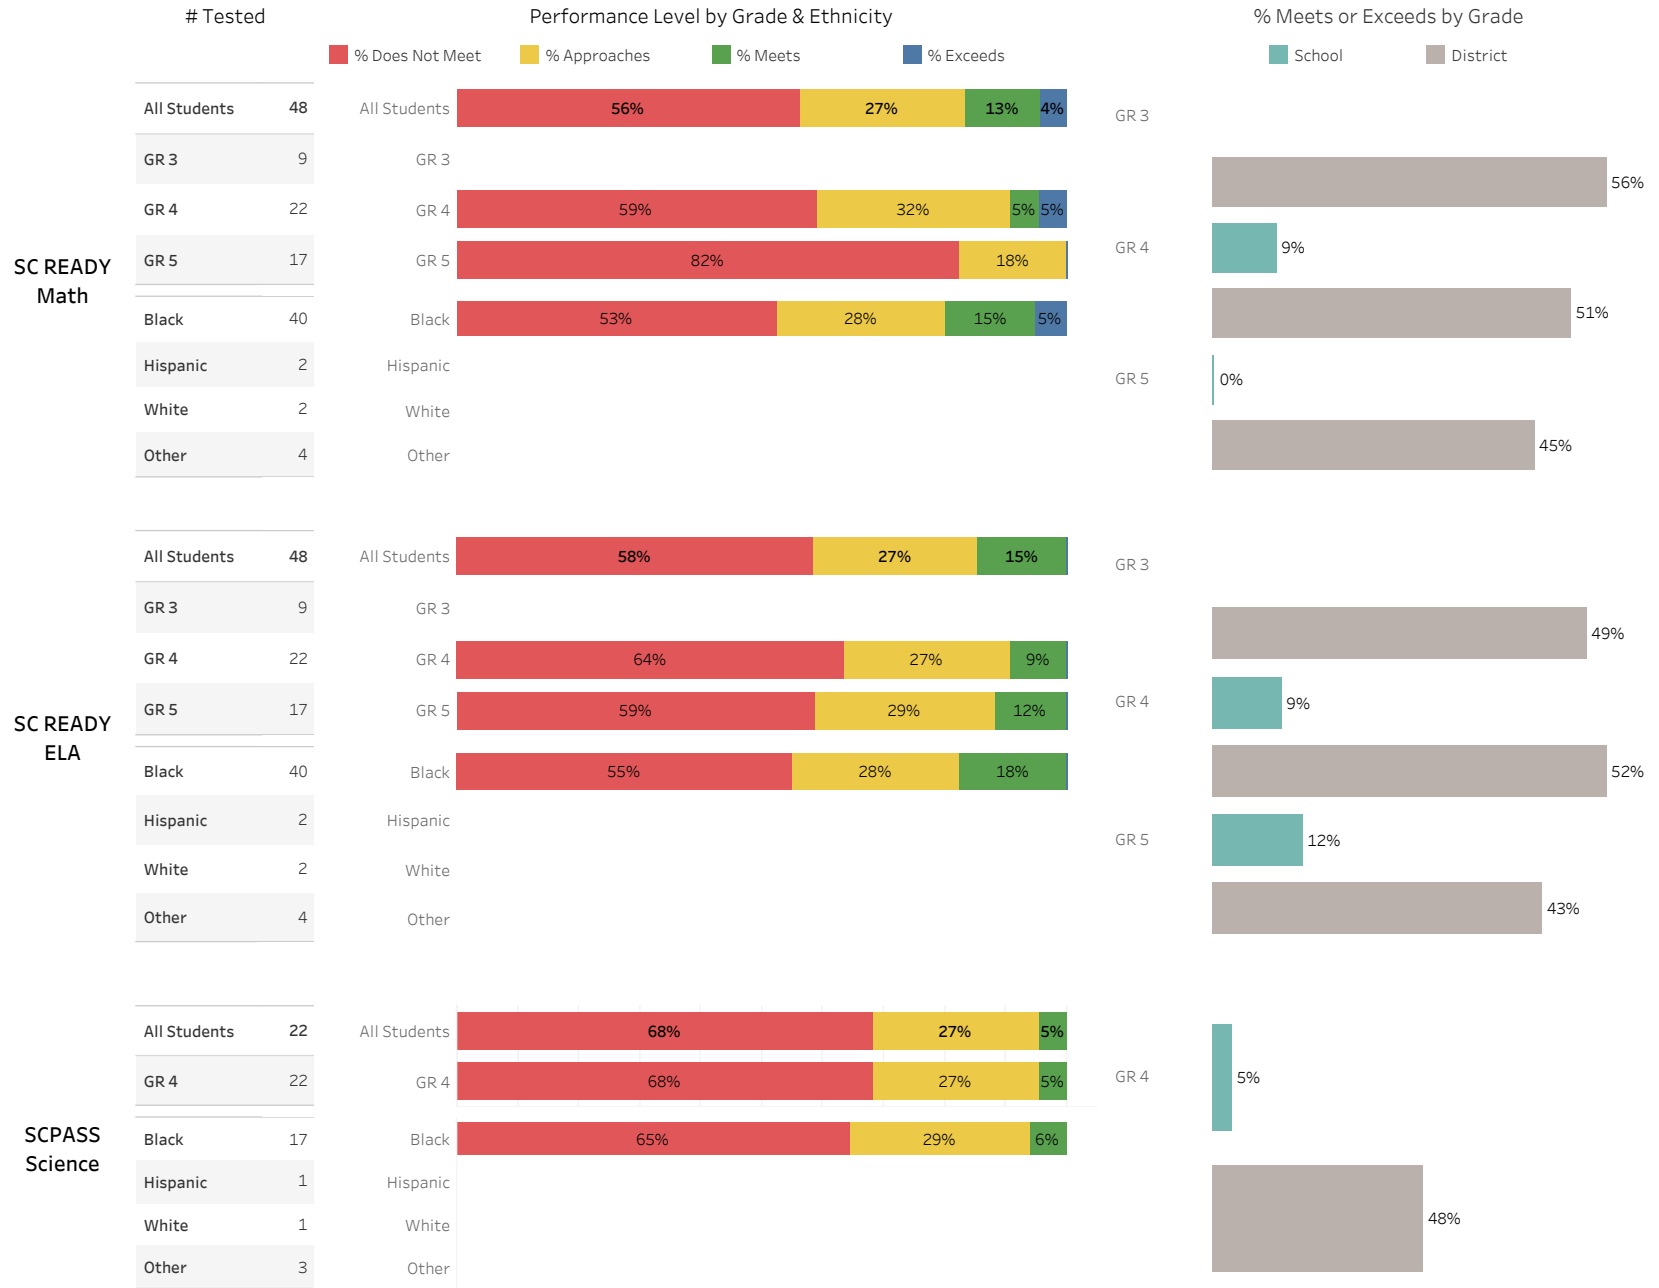 # Tested
Performance Level by Grade & Ethnicity
% Meets or Exceeds by Grade
% Does Not Meet
% Approaches
% Meets
% Exceeds
School
District
SC READY
Math
All Students 48
GR 3 9
GR 4 22
GR 5 17
Black 40
Hispanic 2
White 2
Other 4
All Students 56% 27% 13% 4%
GR 3
GR 4 59% 32% 5% 5%
GR 5 82% 18%
Black 53% 28% 15% 5%
Hispanic
White
Other
GR 3
56%
GR 4 9%
51%
GR 5 0%
45%
SC READY
ELA
All Students 48
GR 3 9
GR 4 22
GR 5 17
Black 40
Hispanic 2
White 2
Other 4
All Students 58% 27% 15%
GR 3
GR 4 64% 27% 9%
GR 5 59% 29% 12%
Black 55% 28% 18%
Hispanic
White
Other
GR 3
49%
GR 4 9%
52%
GR 5 12%
43%
SCPASS
Science
All Students 22
GR 4 22
Black 17
Hispanic 1
White 1
Other 3
All Students 68% 27% 5%
GR 4 68% 27% 5%
Black 65% 29% 6%
Hispanic
White
Other
GR 4 5%
48%